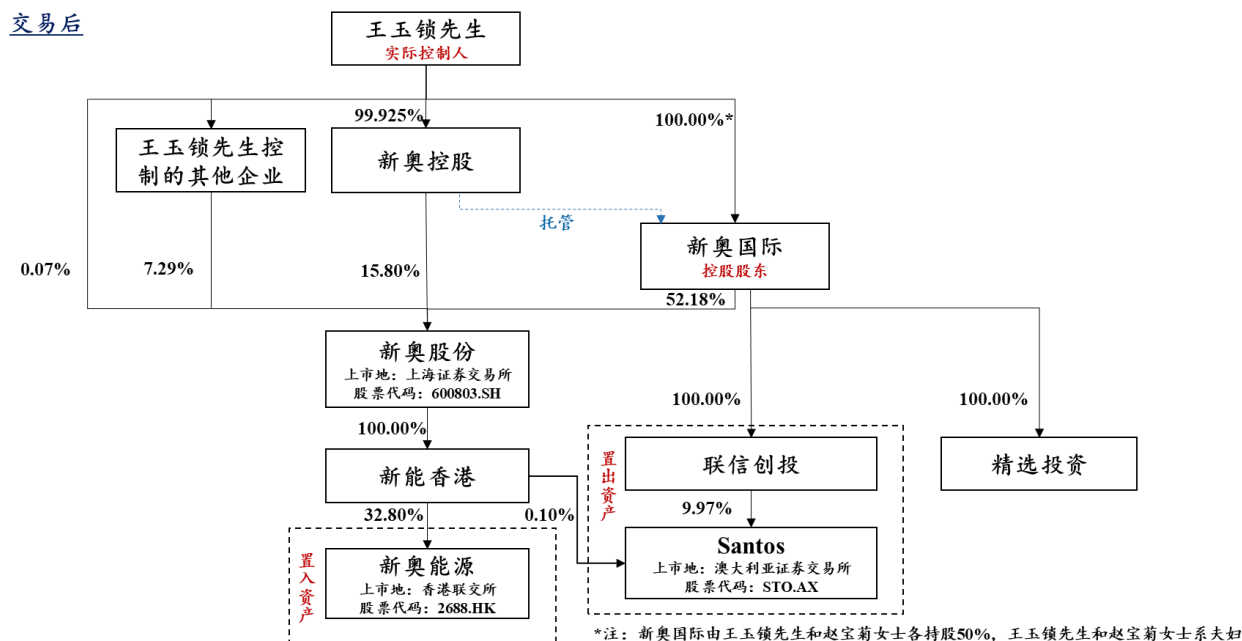 交易后
王玉锁先生
实际控制人
99.925%
100.00%*
王玉锁先生控
制的其他企业
新奥控股
托管
新奥国际
控股股东
0.07%
7.29%
15.80%
52.18%
新奥股份
上市地：上海证券交易所
股票代码：600803.SH
100.00%
100.00%
100.00%
新能香港
置出资产
联信创投
精选投资
32.80%
0.10%
9.97%
置入资产
新奥能源
上市地：香港联交所
股票代码：2688.HK
Santos
上市地：澳大利亚证券交易所
股票代码：STO.AX
*注：新奥国际由王玉锁先生和赵宝菊女士各持股50%，王玉锁先生和赵宝菊女士系夫妇